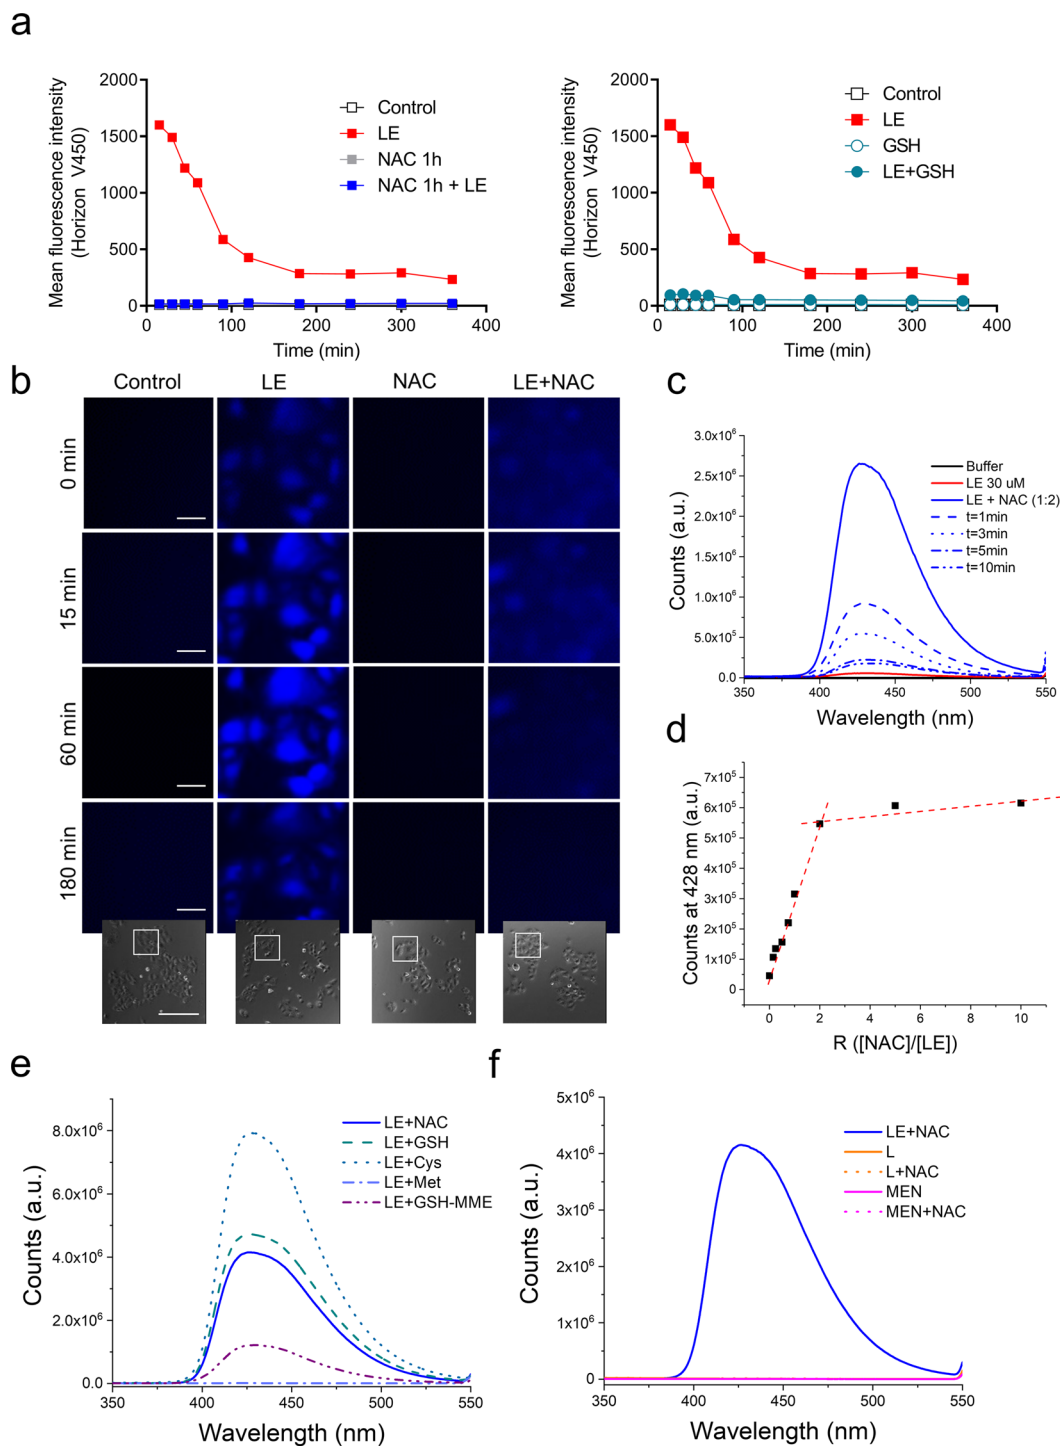 a
2000
1500
1000
500
0
Mean fluorescence intensity
(Horizon V450)
0
100
200
300
400
Time (min)
Control
LE
NAC 1h
NAC 1h + LE
2000
1500
1000
500
0
Mean fluorescence intensity
(Horizon V450)
0
100
200
300
400
Time (min)
Control
LE
GSH
LE+GSH
b
Control
LE
NAC
LE+NAC
0 min
15 min
60 min
180 min
c
3.0x10⁶
2.5x10⁶
2.0x10⁶
1.5x10⁶
1.0x10⁶
5.0x10⁵
0.0
Counts (a.u.)
350
400
450
500
550
Wavelength (nm)
Buffer
LE 30 uM
LE + NAC (1:2)
t=1min
t=3min
t=5min
t=10min
d
7x10⁵
6x10⁵
5x10⁵
4x10⁵
3x10⁵
2x10⁵
1x10⁵
0
Counts at 428 nm (a.u.)
0
2
4
6
8
10
R ([NAC]/[LE])
e
8.0x10⁶
6.0x10⁶
4.0x10⁶
2.0x10⁶
0.0
Counts (a.u.)
350
400
450
500
550
Wavelength (nm)
LE+NAC
LE+GSH
LE+Cys
LE+Met
LE+GSH-MME
f
5x10⁶
4x10⁶
3x10⁶
2x10⁶
1x10⁶
0
Counts (a.u.)
350
400
450
500
550
Wavelength (nm)
LE+NAC
L
L+NAC
MEN
MEN+NAC